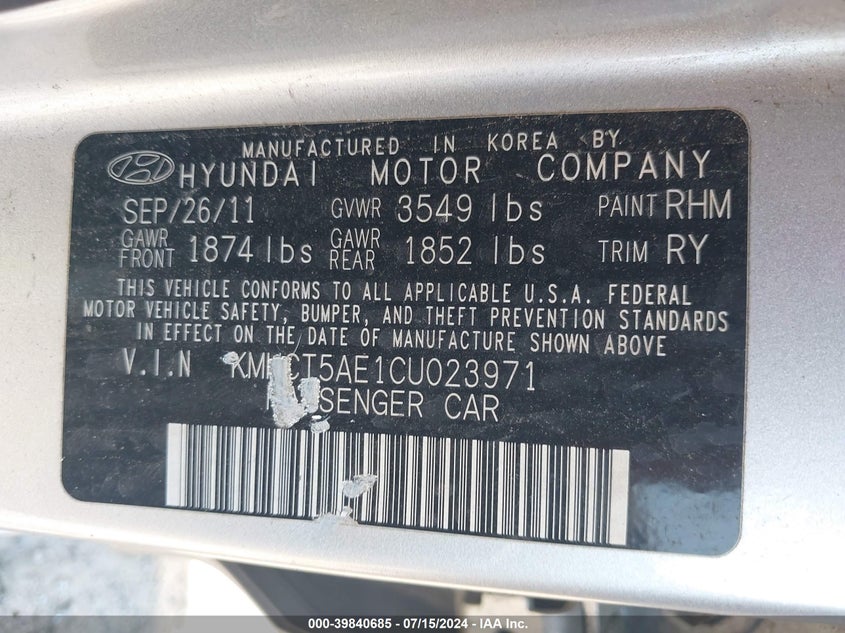 MANUFACTURED IN KOREA BY
HYUNDAI MOTOR COMPANY
SEP/26/11 GVWR 3549 lbs PAINT RHM
GAWR FRONT 1874 lbs GAWR REAR 1852 lbs TRIM RY
THIS VEHICLE CONFORMS TO ALL APPLICABLE U.S.A. FEDERAL
MOTOR VEHICLE SAFETY, BUMPER, AND THEFT PREVENTION STANDARDS
IN EFFECT ON THE DATE OF MANUFACTURE SHOWN ABOVE
V.I.N
CAR
000-39840685 - 07/15/2024 - IAA Inc.